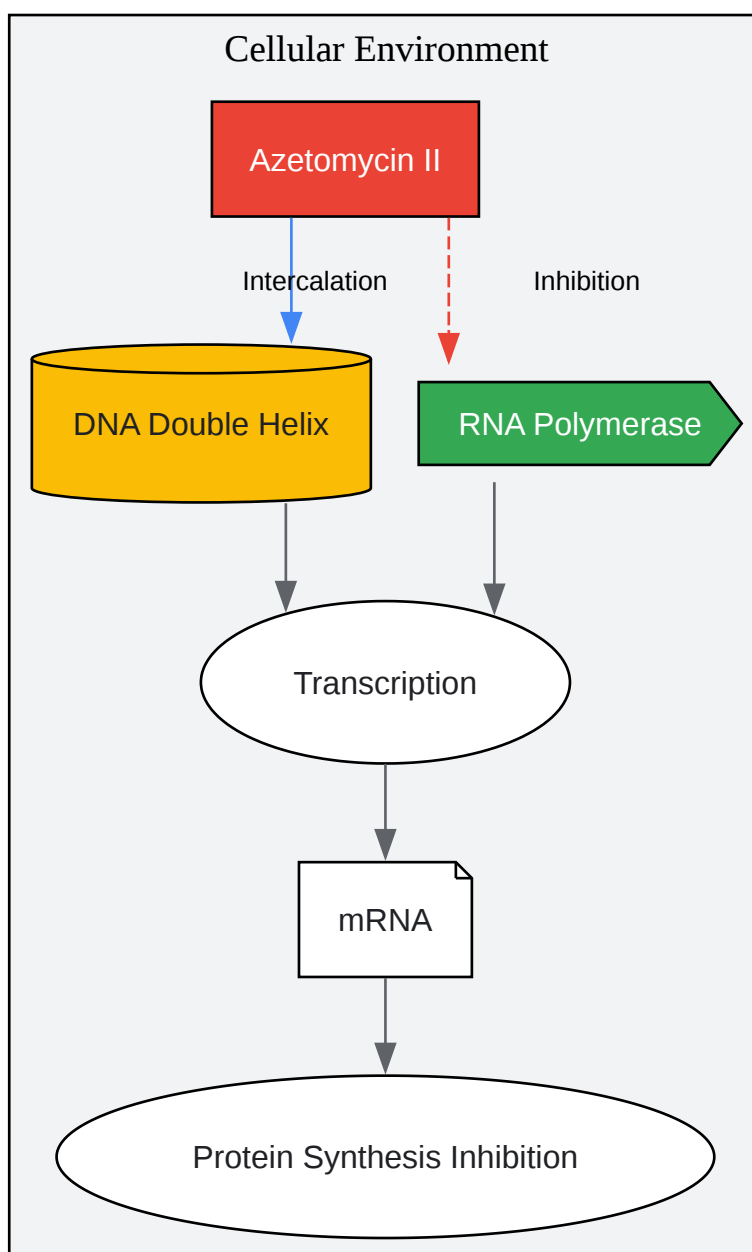 Cellular Environment
Azetomycin II
Intercalation
Inhibition
DNA Double Helix
RNA Polymerase
Transcription
mRNA
Protein Synthesis Inhibition